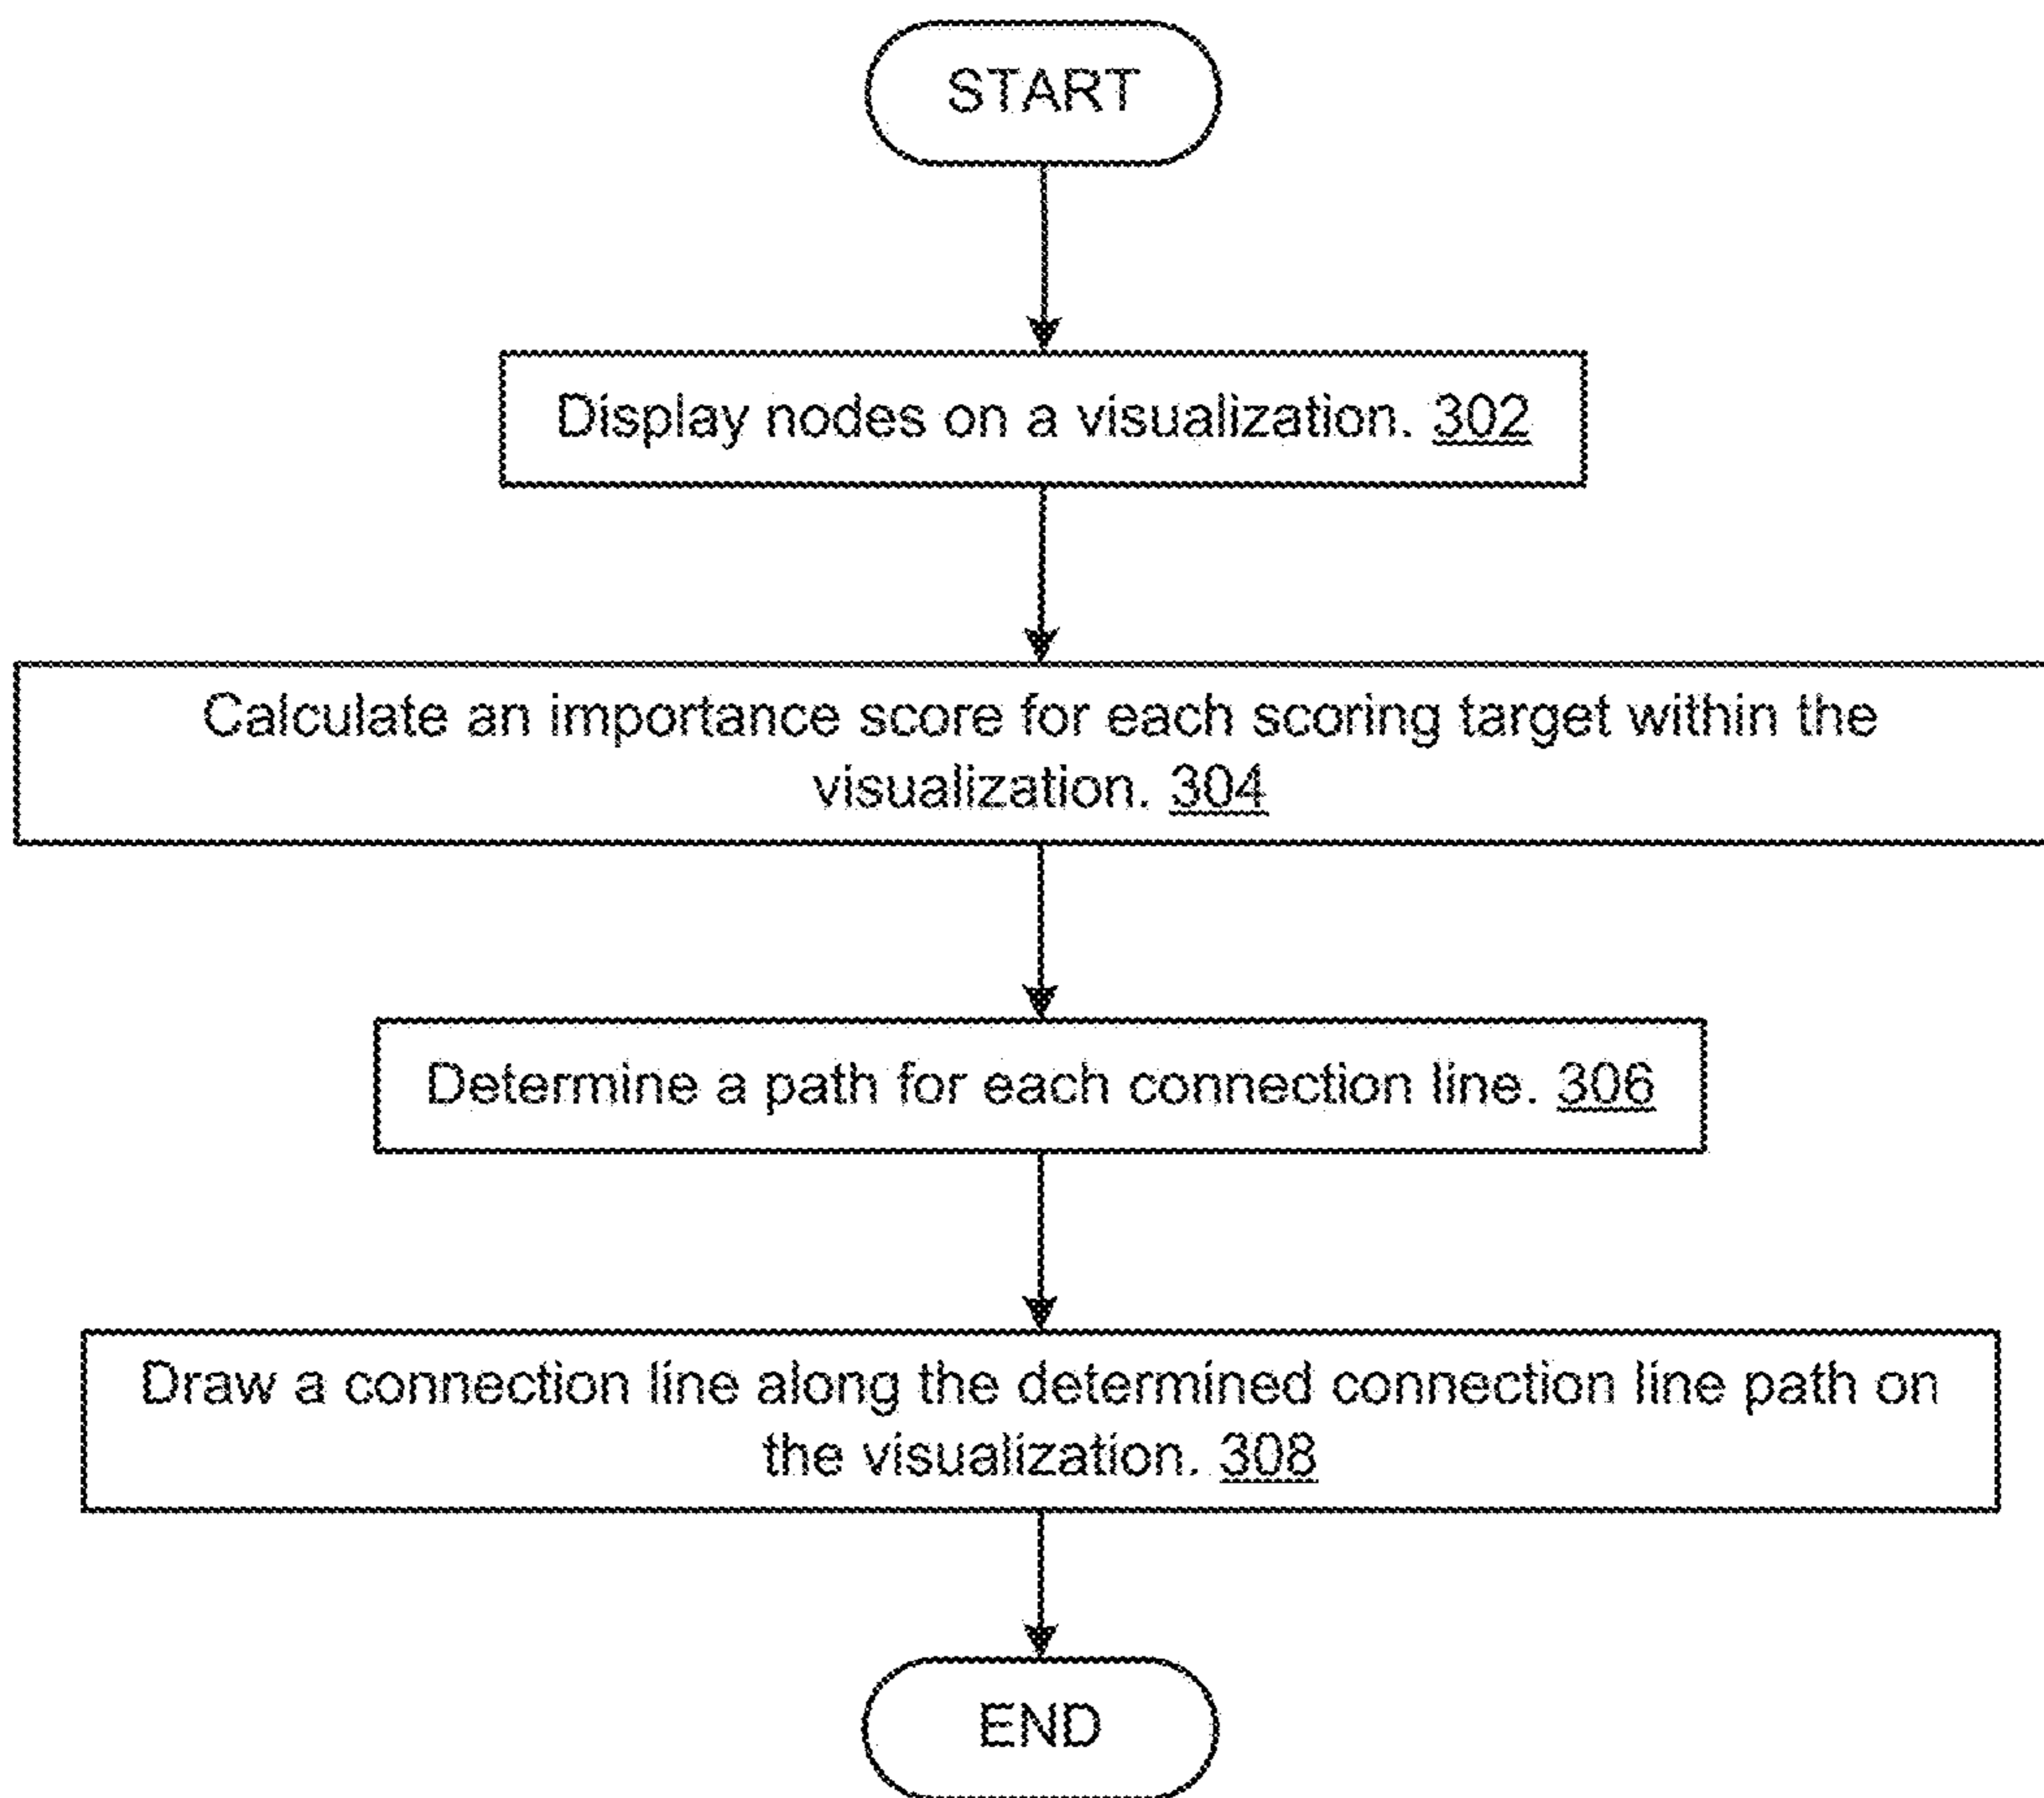 START
Display nodes on a visualization. 302
Calculate an importance score for each scoring target within the
visualization. 304
Determine a path for each connection line. 306
Draw a connection line along the determined connection line path on
the visualization. 308
END